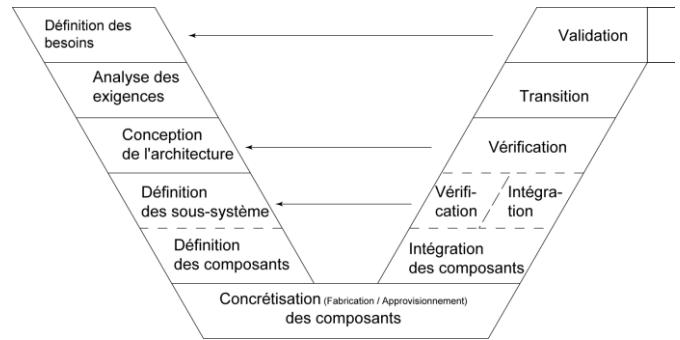 Définition des
besoins
Validation
Analyse des
exigences
Transition
Conception
de l'architecture
Vérification
Définition
des sous-système
Vérifi-
cation
Intégra-
tion
Définition
des composants
Intégration
des composants
Concrétisation (Fabrication / Approvisionnement)
des composants